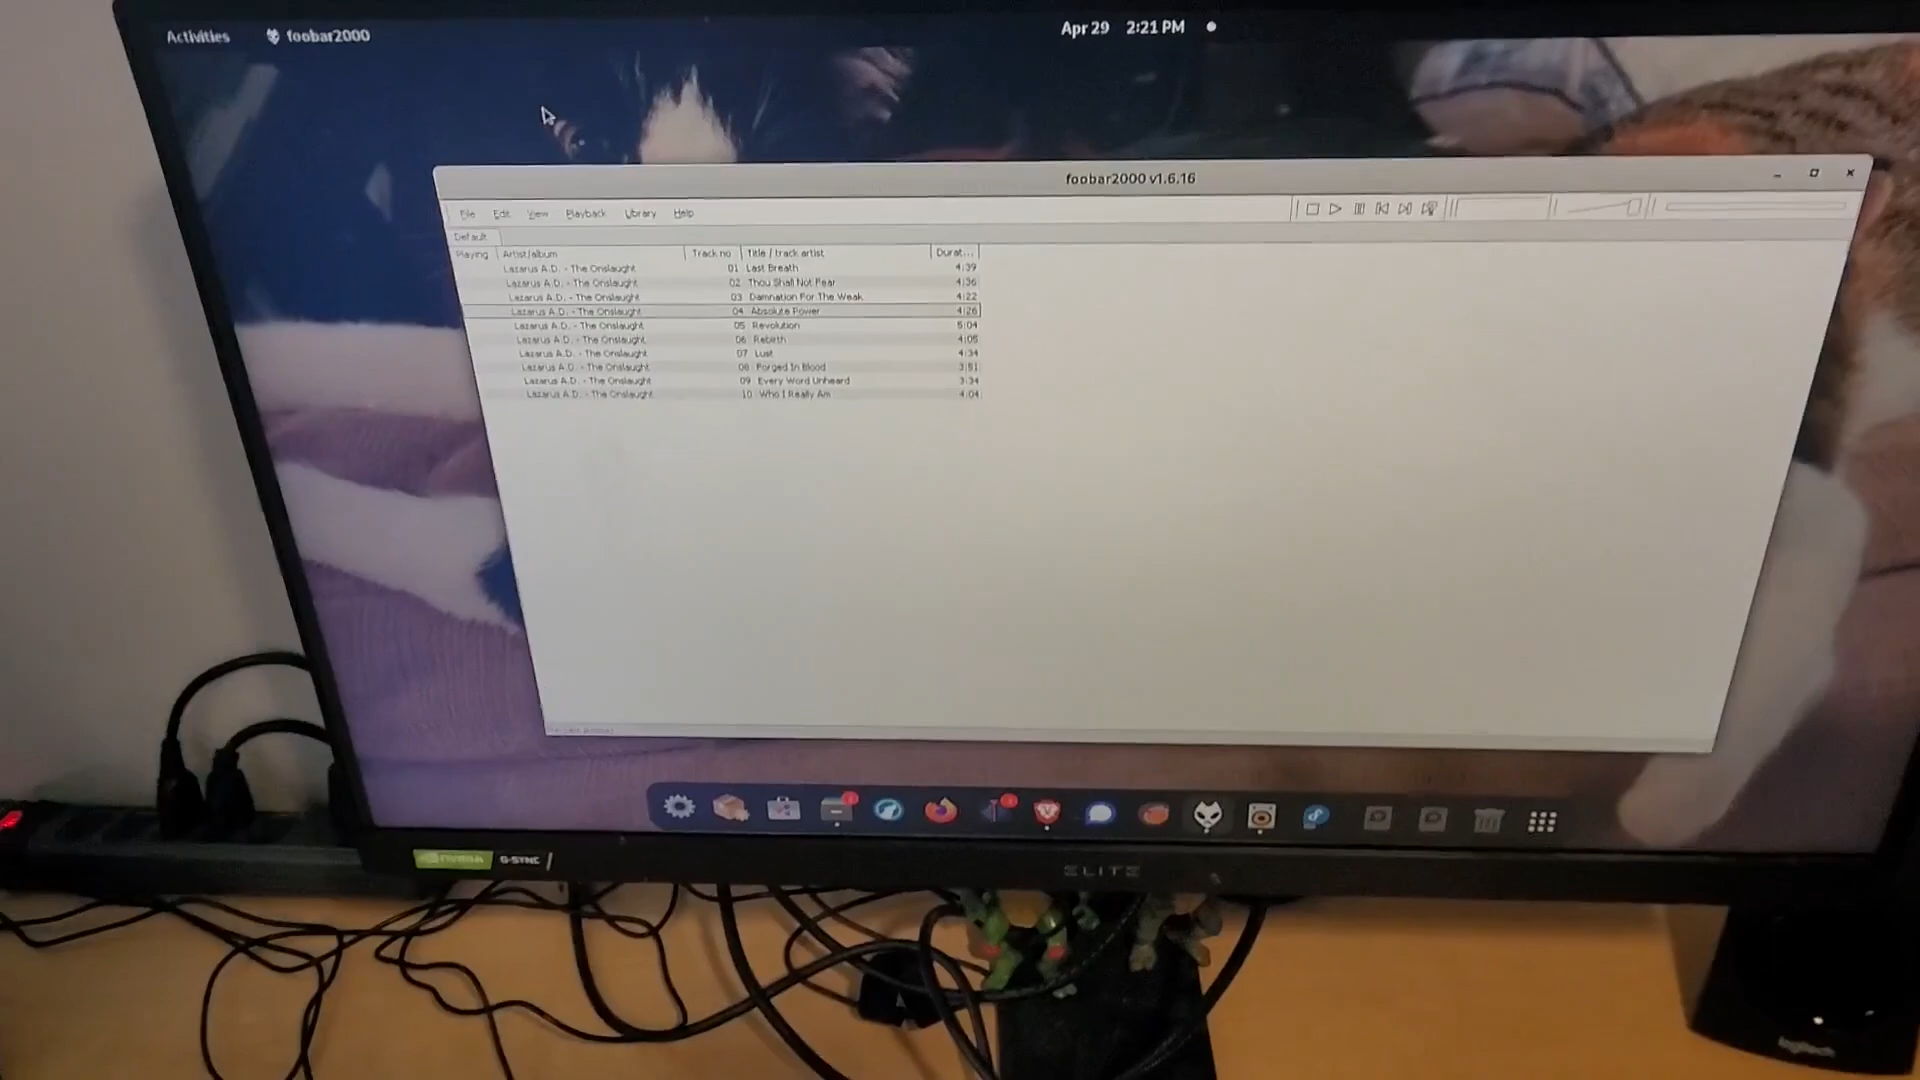 Activities foobar2000 Apr 29 2:21 PM
foobar2000 v1.6.16
File Edit View Playback Library Help
Default
Playing Artist/album Track no Title / track artist Durat...
Lazarus A.D. - The Onslaught 01 Last Breath 4:39
Lazarus A.D. - The Onslaught 02 Thou Shall Not Fear 4:36
Lazarus A.D. - The Onslaught 03 Damnation For The Weak 4:22
Lazarus A.D. - The Onslaught 04 Absolute Power 4:26
Lazarus A.D. - The Onslaught 05 Revolution 5:04
Lazarus A.D. - The Onslaught 06 Rebirth 4:05
Lazarus A.D. - The Onslaught 07 Lust 4:34
Lazarus A.D. - The Onslaught 08 Forged In Blood 3:51
Lazarus A.D. - The Onslaught 09 Every Word Unheard 3:34
Lazarus A.D. - The Onslaught 10 Who I Really Am 4:04
NVIDIA G-SYNC ELITE
logitech